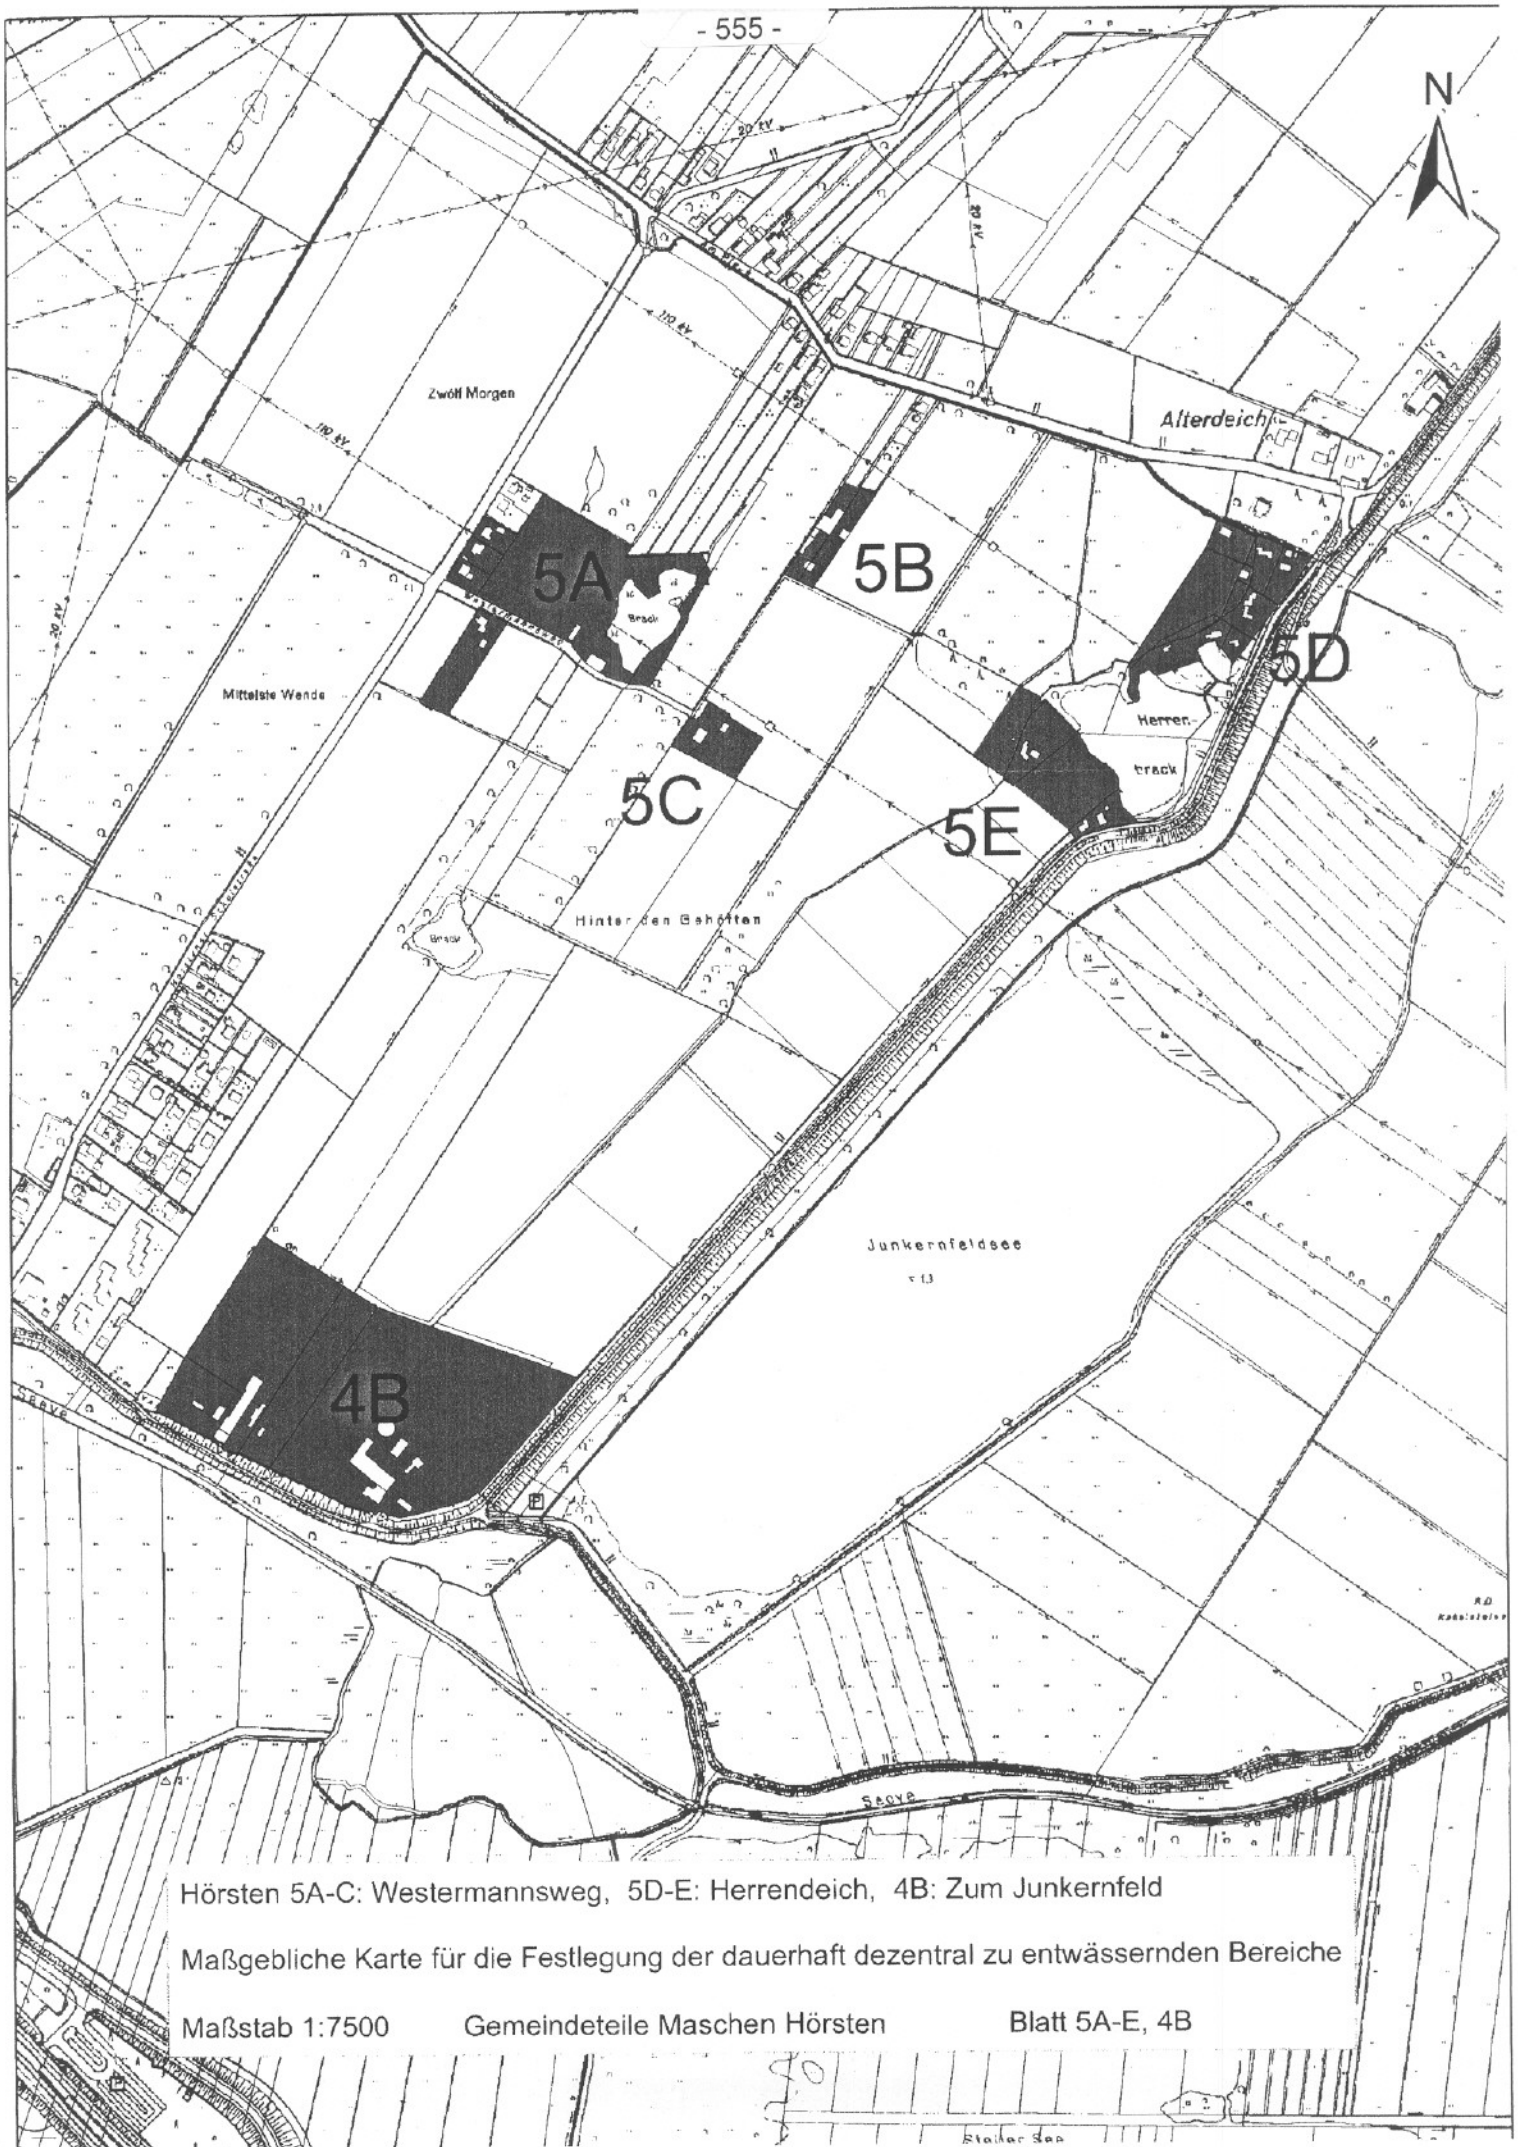 - 555 -
N
20 kV
20 kV
110 kV
Zwölf Morgen
Alterdeich
110 kV
5A
5B
Brack
20 kV
5D
Mittelste Wende
Herren-
brack
5C
5E
Hinter den Gehöften
Brack
Junkernfeldsee
4B
Seeve
Seeve
Hörsten 5A-C: Westermannsweg, 5D-E: Herrendeich, 4B: Zum Junkernfeld
Maßgebliche Karte für die Festlegung der dauerhaft dezentral zu entwässernden Bereiche
Maßstab 1:7500 Gemeindeteile Maschen Hörsten Blatt 5A-E, 4B
Steller See